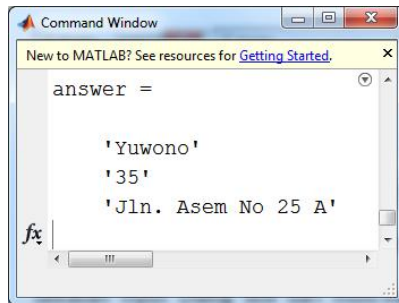 Command Window
New to MATLAB? See resources for Getting Started.
answer =
'Yuwono'
'35'
'Jln. Asem No 25 A'
fx